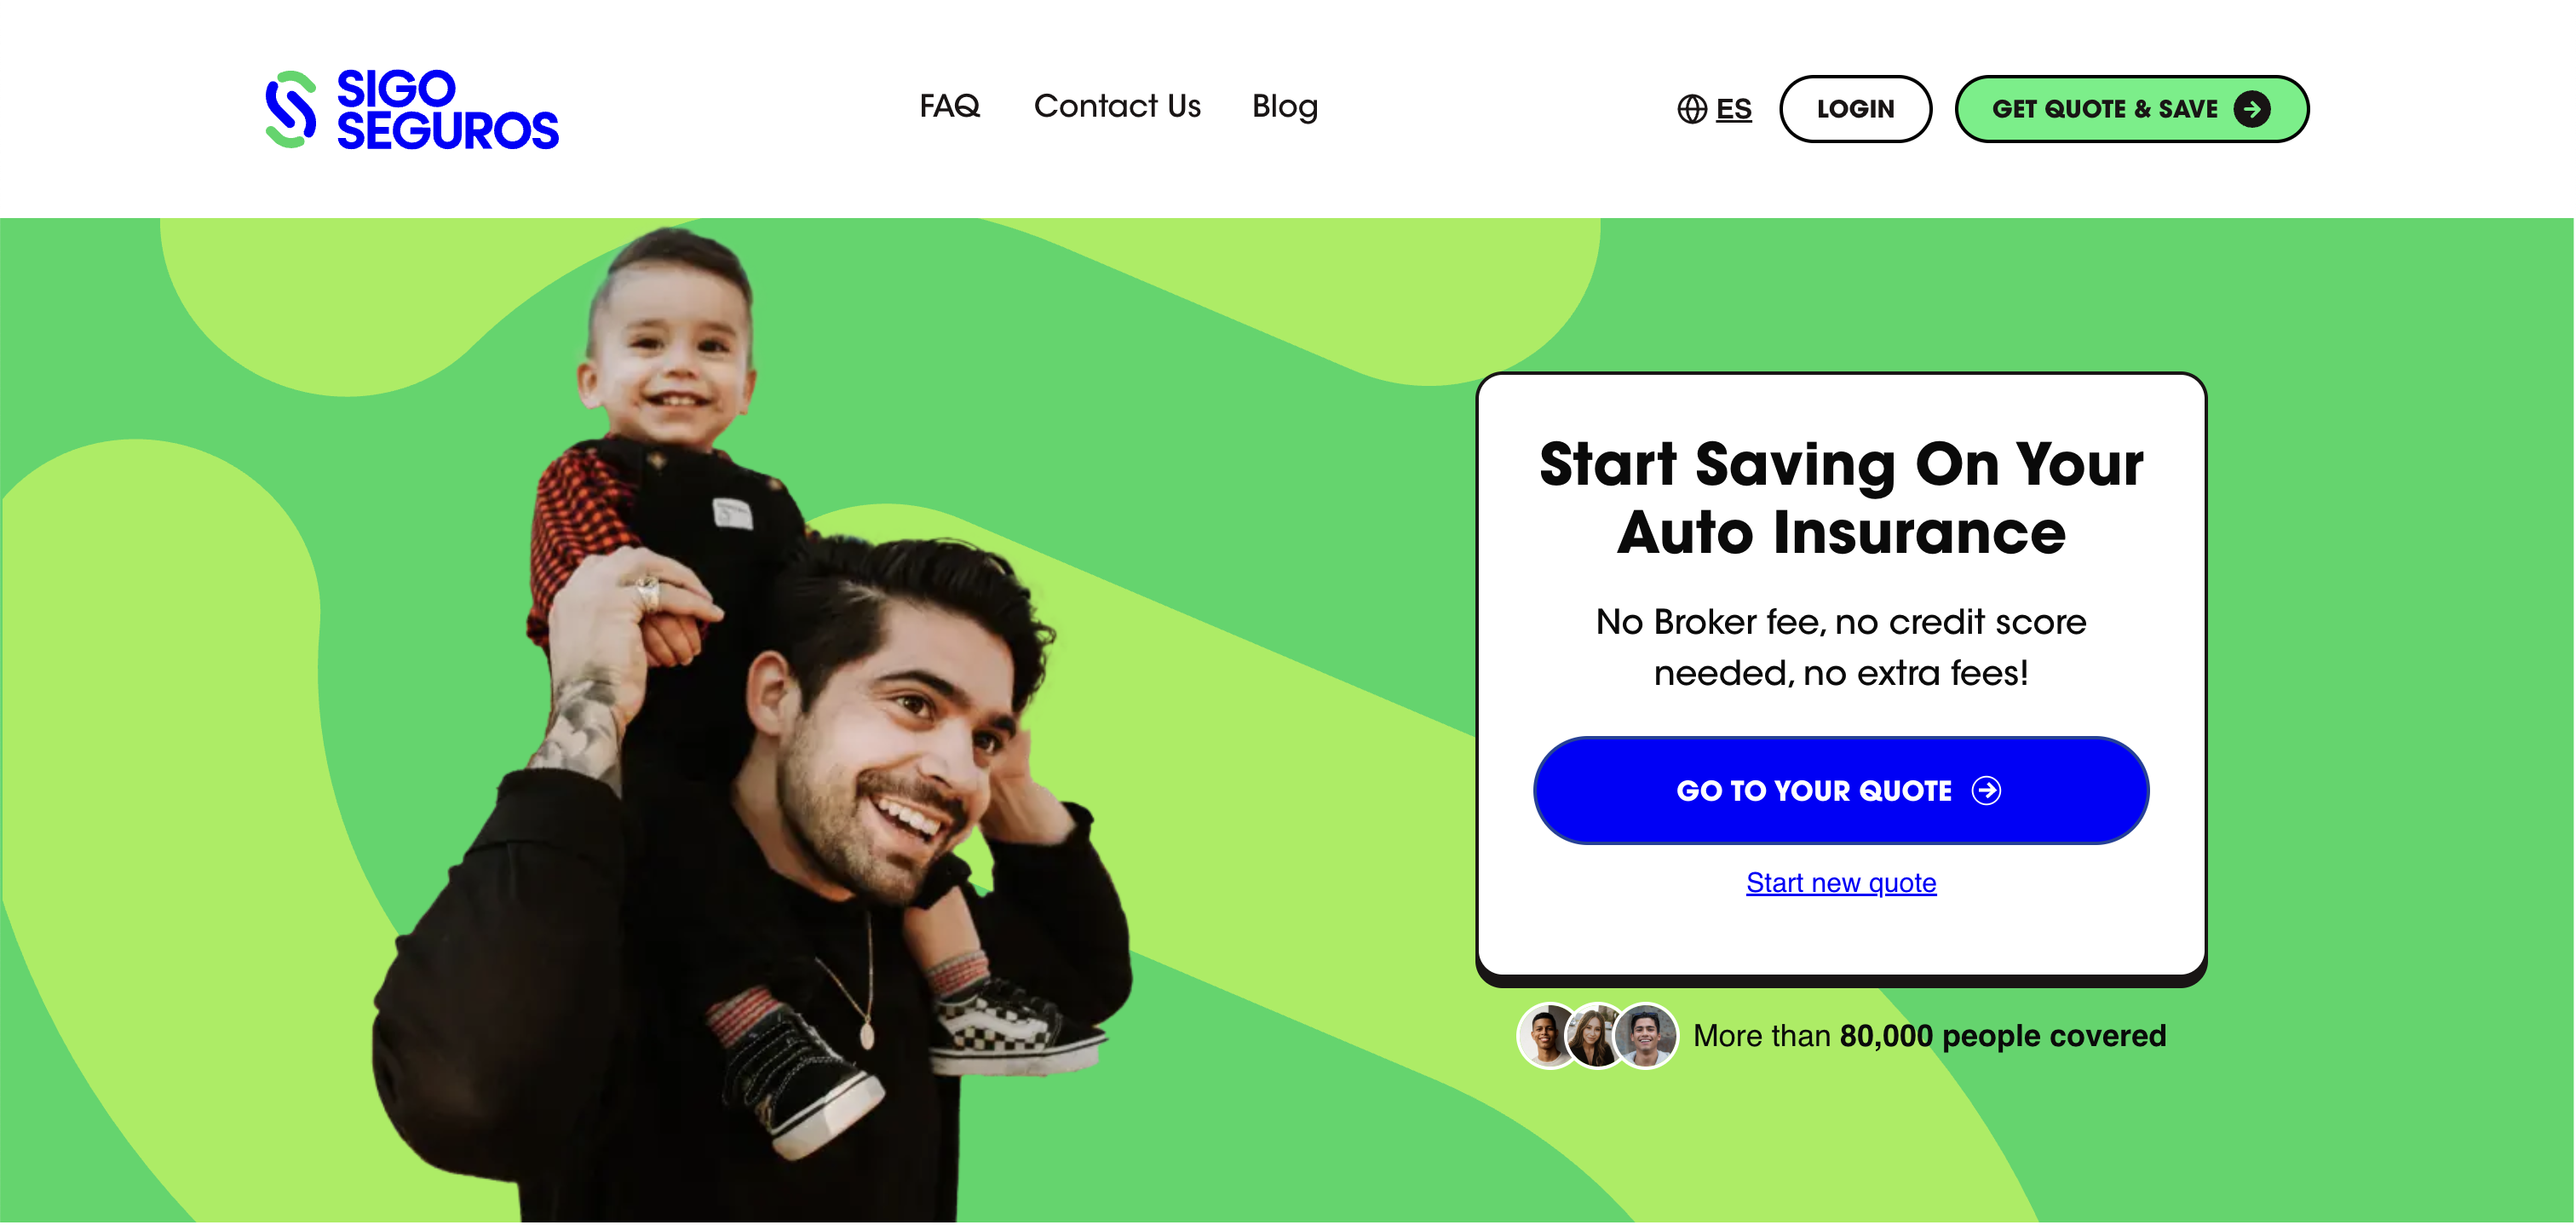 SIGO
SEGUROS
FAQ
Contact Us
Blog
ES
LOGIN
GET QUOTE & SAVE
Start Saving On Your
Auto Insurance
No Broker fee, no credit score
needed, no extra fees!
GO TO YOUR QUOTE
Start new quote
More than 80,000 people covered